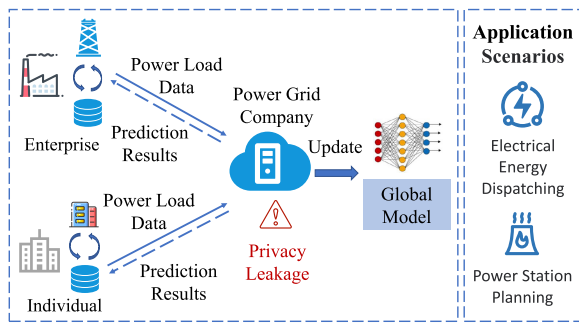 Power Load
Data
Prediction
Results
Enterprise
Power Load
Data
Prediction
Results
Individual
Power Grid
Company
Privacy
Leakage
Update
Global
Model
Application
Scenarios
Electrical
Energy
Dispatching
Power Station
Planning